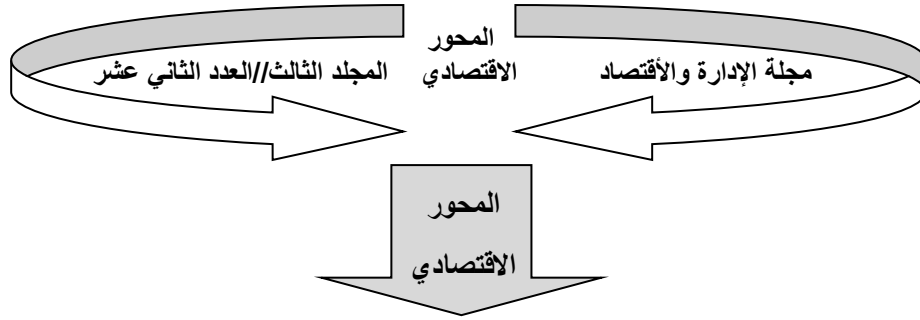 المحور
الاقتصادي
مجلة الإدارة والأقتصاد
المجلد الثالث//العدد الثاني عشر
المحور
الاقتصادي